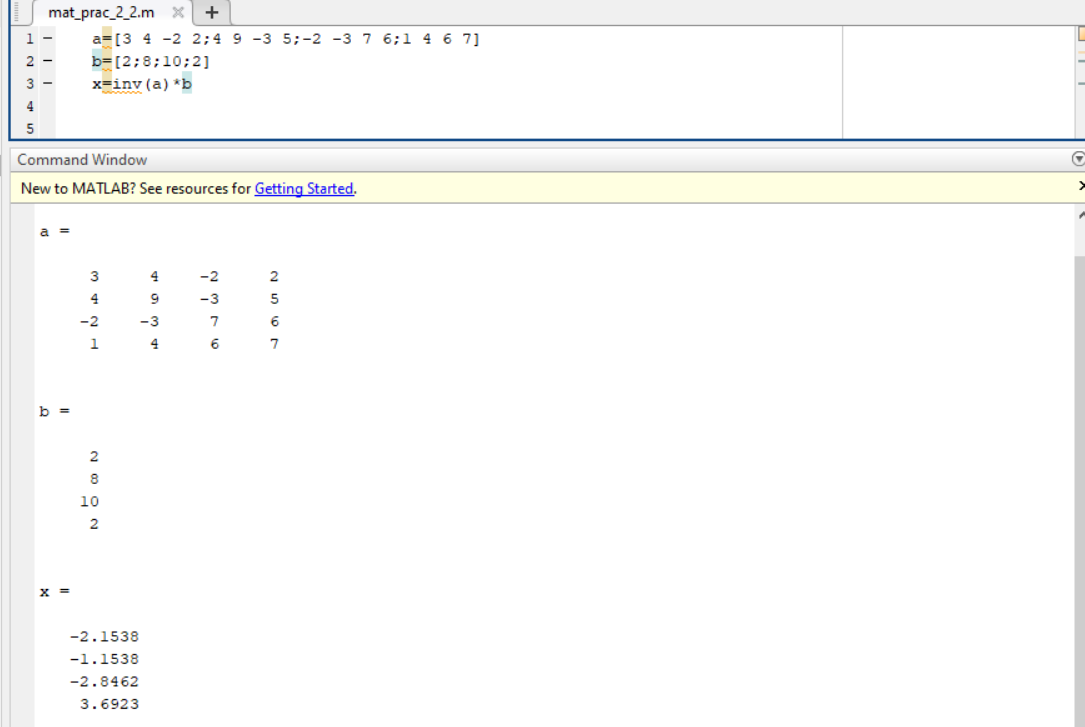 mat_prac_2_2.m × +
1 — a=[3 4 -2 2;4 9 -3 5;-2 -3 7 6;1 4 6 7]
2 — b=[2;8;10;2]
3 — x=inv(a)*b
4
5
Command Window
New to MATLAB? See resources for Getting Started.
a =
3 4 -2 2
4 9 -3 5
-2 -3 7 6
1 4 6 7
b =
2
8
10
2
x =
-2.1538
-1.1538
-2.8462
3.6923